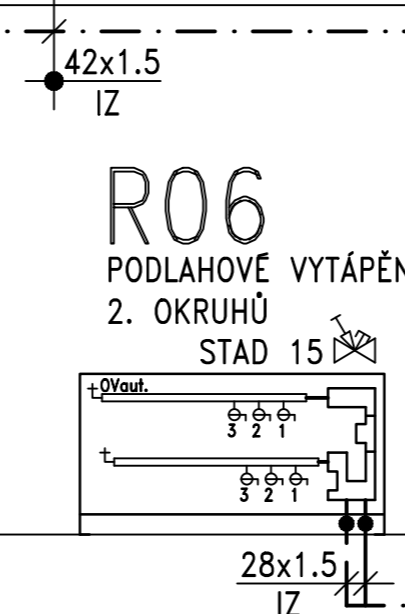 42x1.5
IZ
R06
PODLAHOVÉ VYTÁPĚN
2. OKRUHŮ
STAD 15
OVaut.
3 2 1
3 2 1
28x1.5
IZ